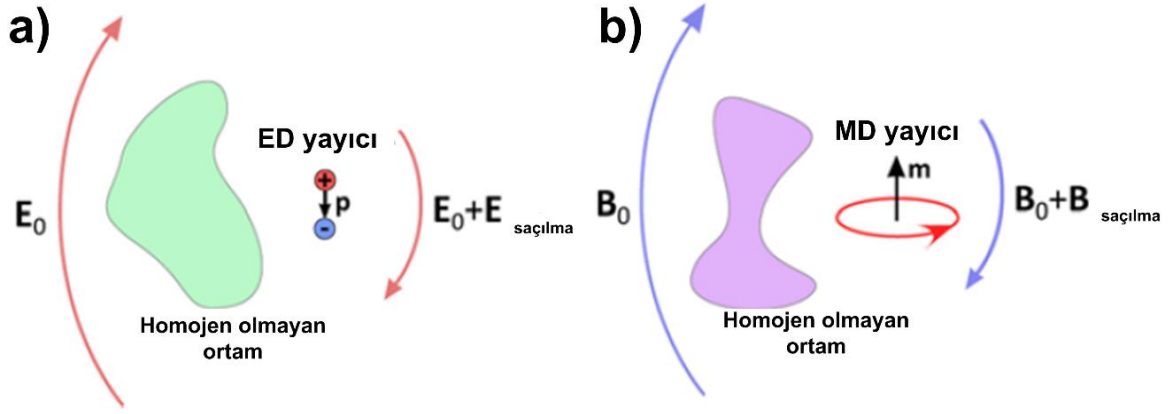 a)
E₀
ED yayıcı
+
p
-
E₀+E saçılma
Homojen olmayan
ortam
b)
B₀
MD yayıcı
m
B₀+B saçılma
Homojen olmayan
ortam